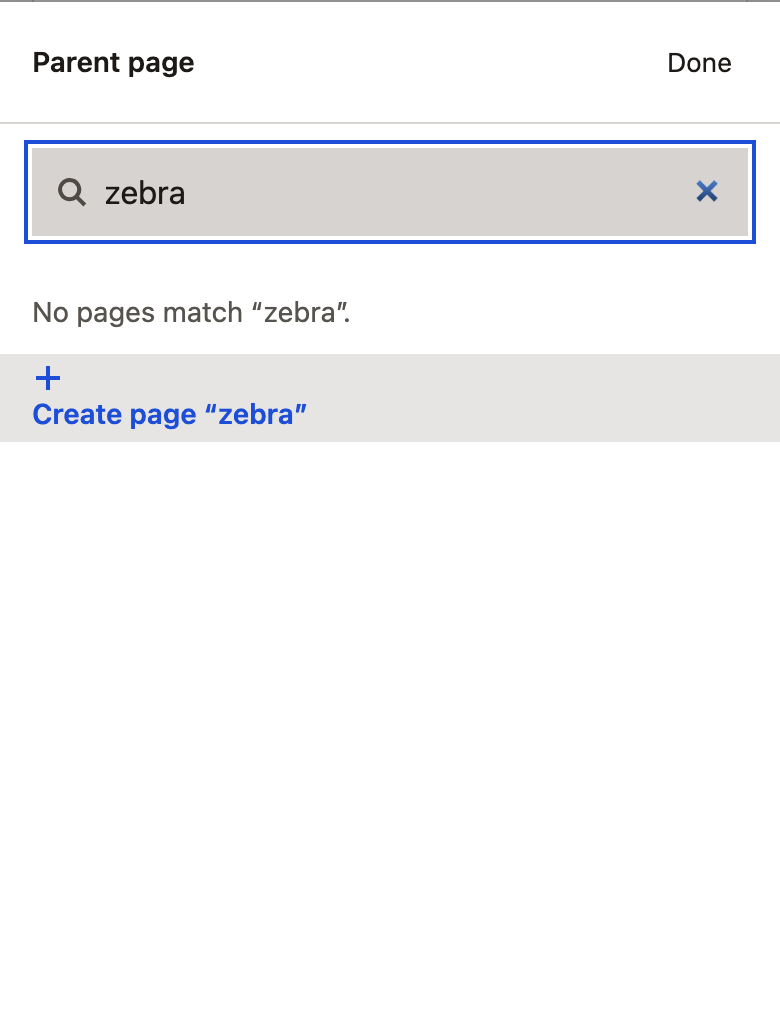 Parent page
Done
zebra
No pages match “zebra”.
Create page “zebra”